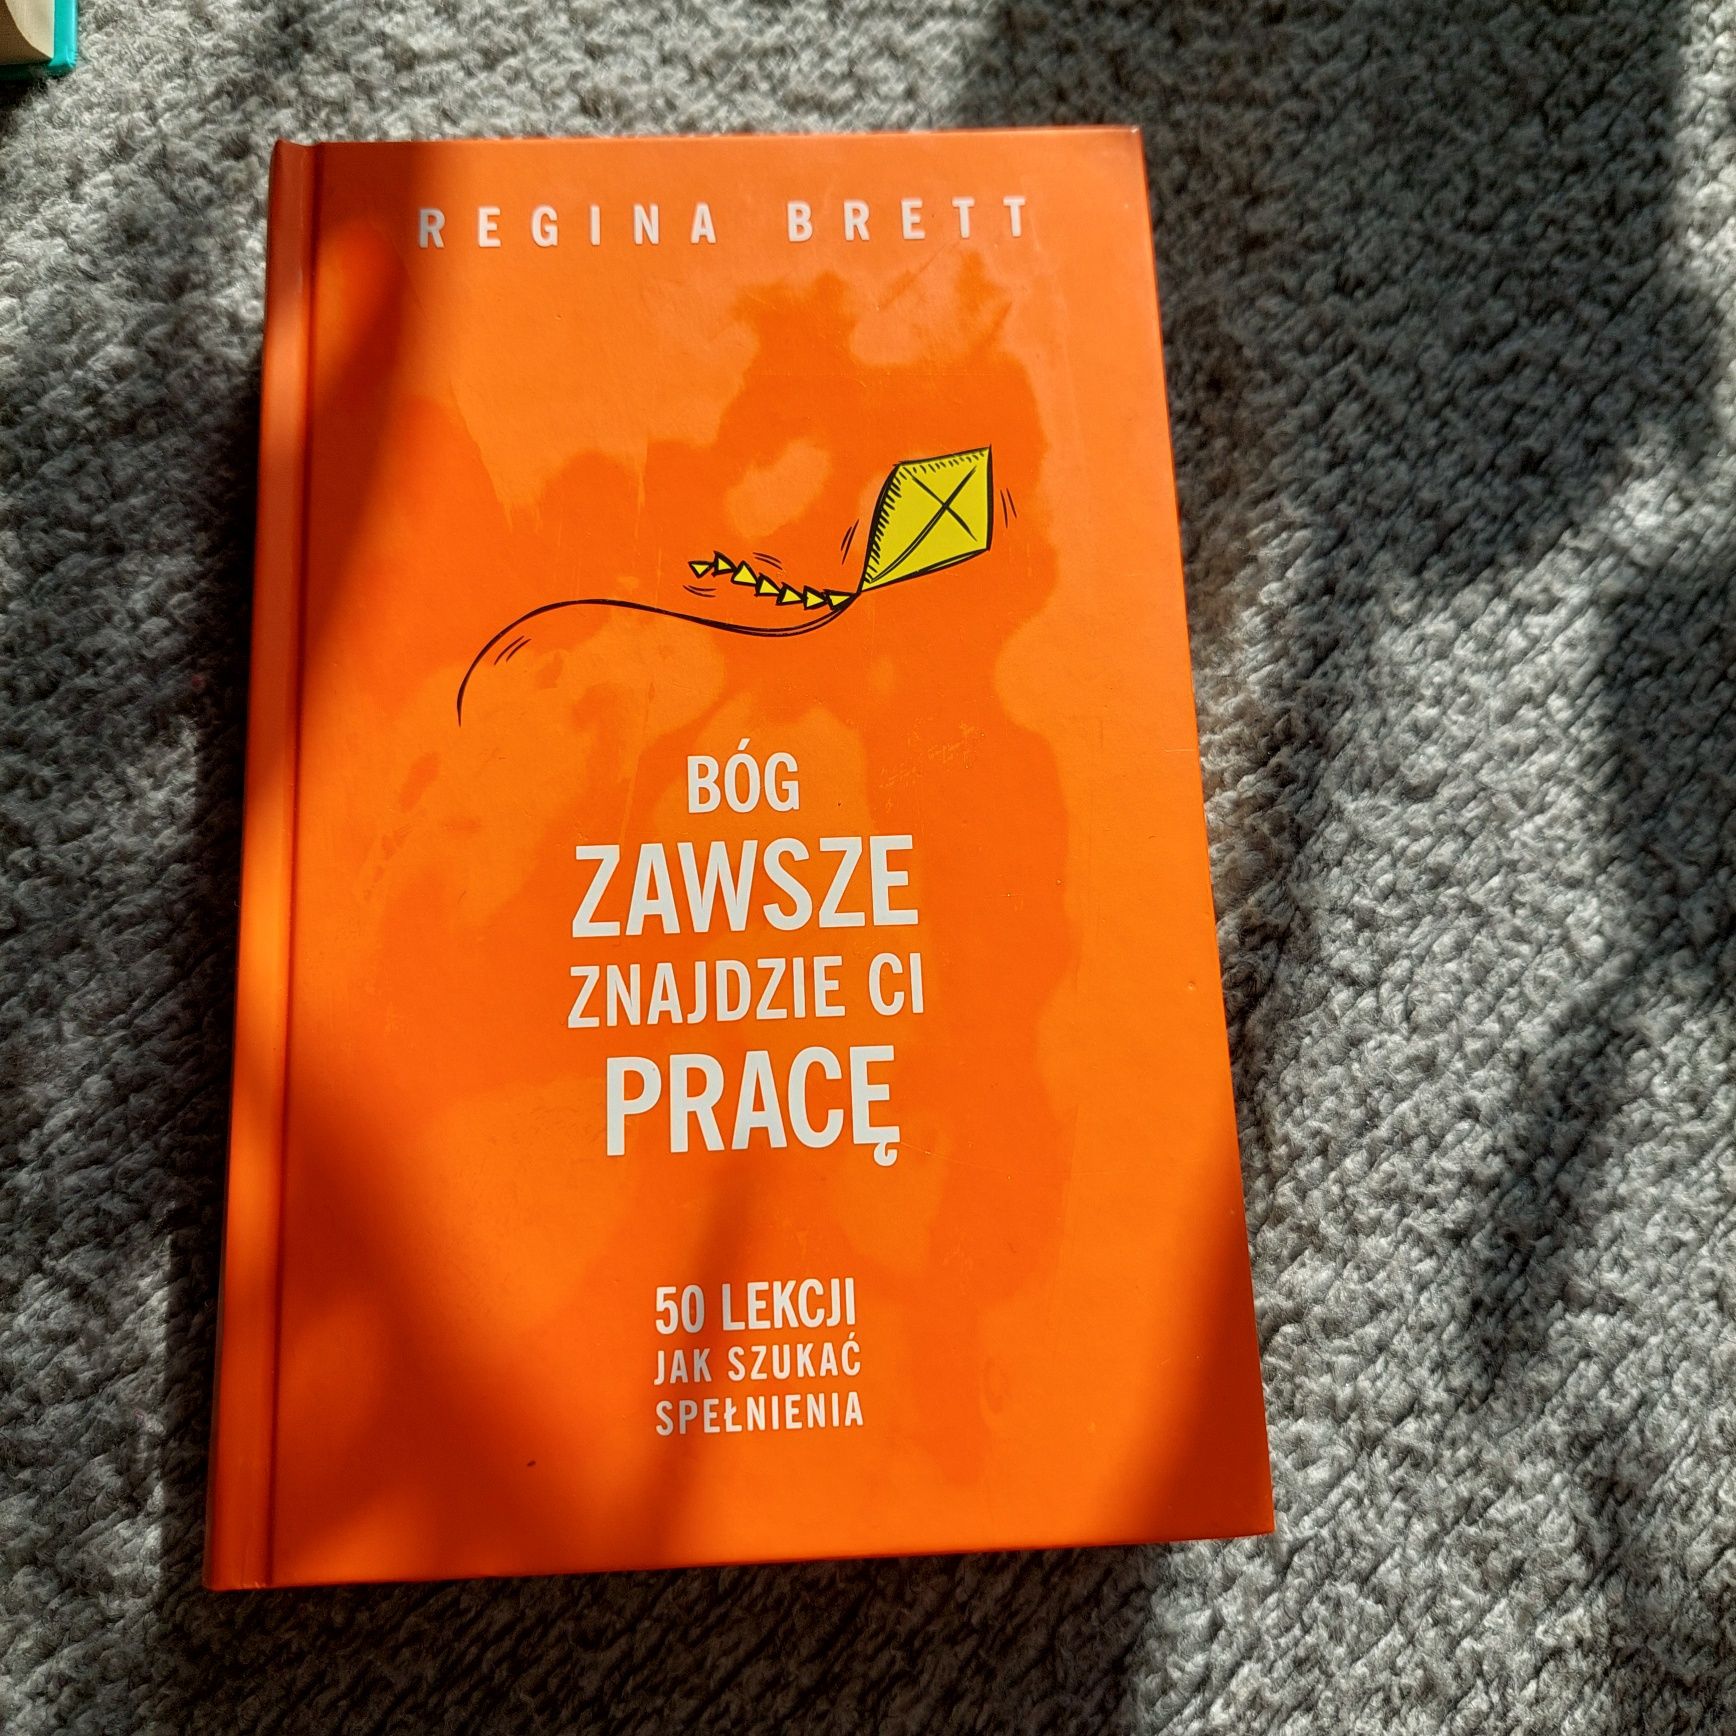 REGINA BRETT
BÓG
ZAWSZE
ZNAJDZIE CI
PRACĘ
50 LEKCJI
JAK SZUKAĆ
SPEŁNIENIA